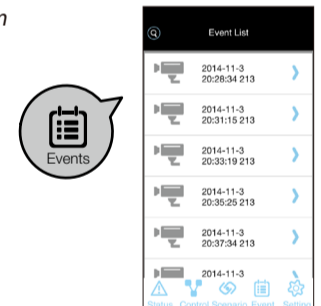 n
Events
Event List
2014-11-3
20:28:34 213
2014-11-3
20:31:15 213
2014-11-3
20:33:19 213
2014-11-3
20:35:25 213
2014-11-3
20:37:34 213
2014-11-3
Status Control Scenario Event Setting